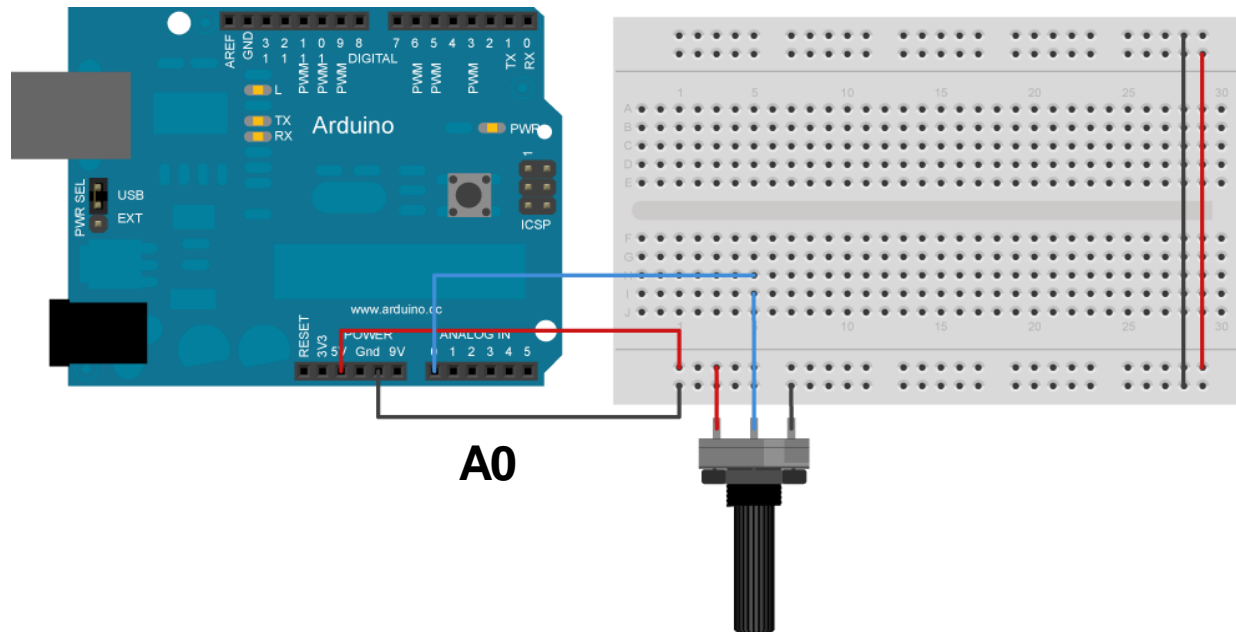 AREF
GND
13
12
PWM 11
PWM 10
PWM 9
8
DIGITAL
7
PWM 6
PWM 5
4
PWM 3
2
TX 1
RX 0
L
TX
RX
Arduino
PWR
1
ICSP
PWR SEL
USB
EXT
www.arduino.cc
POWER
ANALOG IN
RESET
3V3
5V
Gnd
9V
0
1
2
3
4
5
A0
1
5
10
15
20
25
30
A
B
C
D
E
F
G
H
I
J
1
10
15
20
25
30